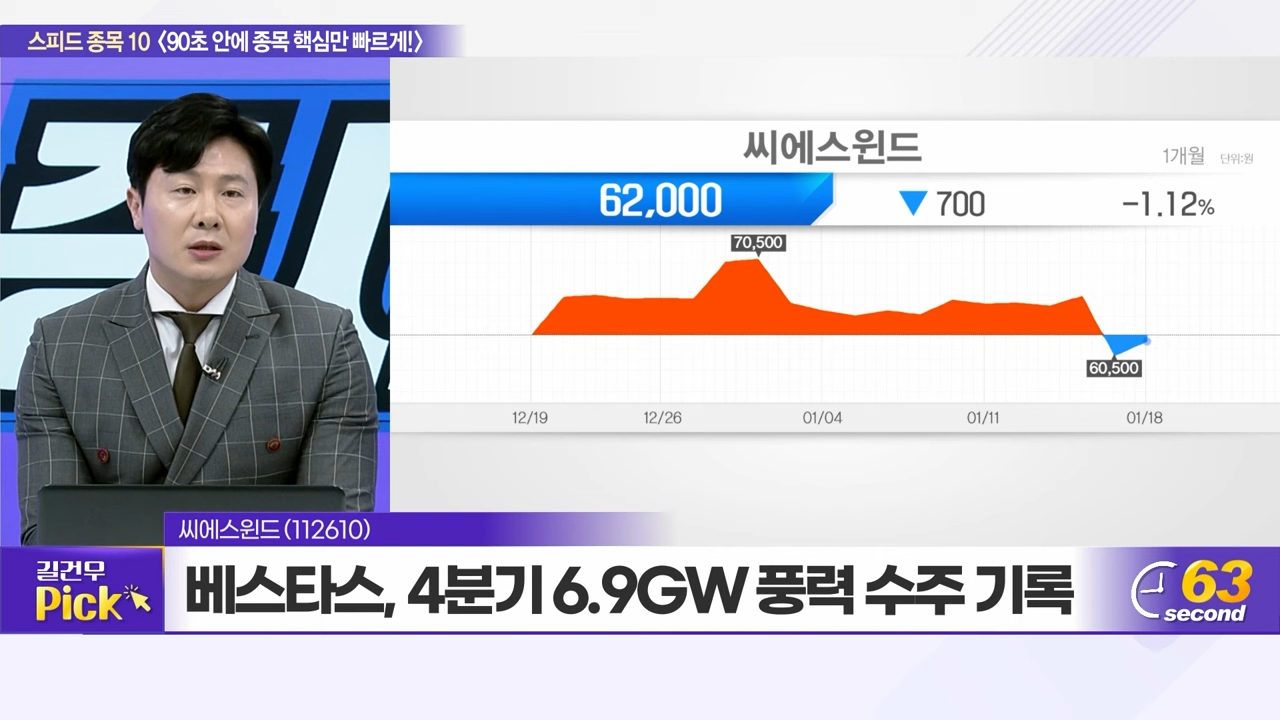 스피드 종목 10 〈90초 안에 종목 핵심만 빠르게!〉
씨에스윈드
1개월 단위:원
62,000 ▼ 700 -1.12%
70,500
60,500
12/19 12/26 01/04 01/11 01/18
씨에스윈드 (112610)
길건무
Pick
베스타스, 4분기 6.9GW 풍력 수주 기록
63
second